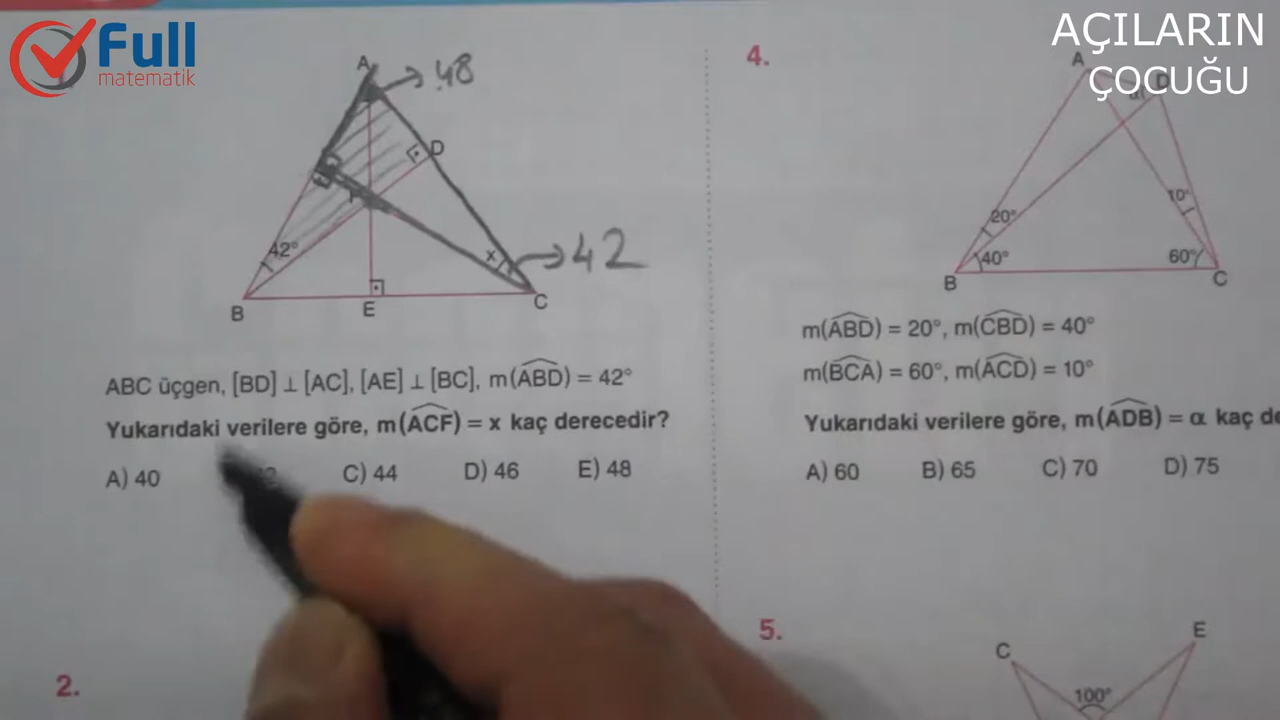 Full
matematik
AÇILARIN
ÇOCUĞU
A
48
D
E
F
42°
x
42
B
E
C
ABC üçgen, [BD] ⊥ [AC], [AE] ⊥ [BC], m(ABD) = 42°
Yukarıdaki verilere göre, m(ACF) = x kaç derecedir?
A) 40
C) 44
D) 46
E) 48
2.
4.
A
D
α
10°
20°
40°
60°
B
C
m(ABD) = 20°, m(CBD) = 40°
m(BCA) = 60°, m(ACD) = 10°
Yukarıdaki verilere göre, m(ADB) = α kaç de
A) 60
B) 65
C) 70
D) 75
5.
C
E
100°